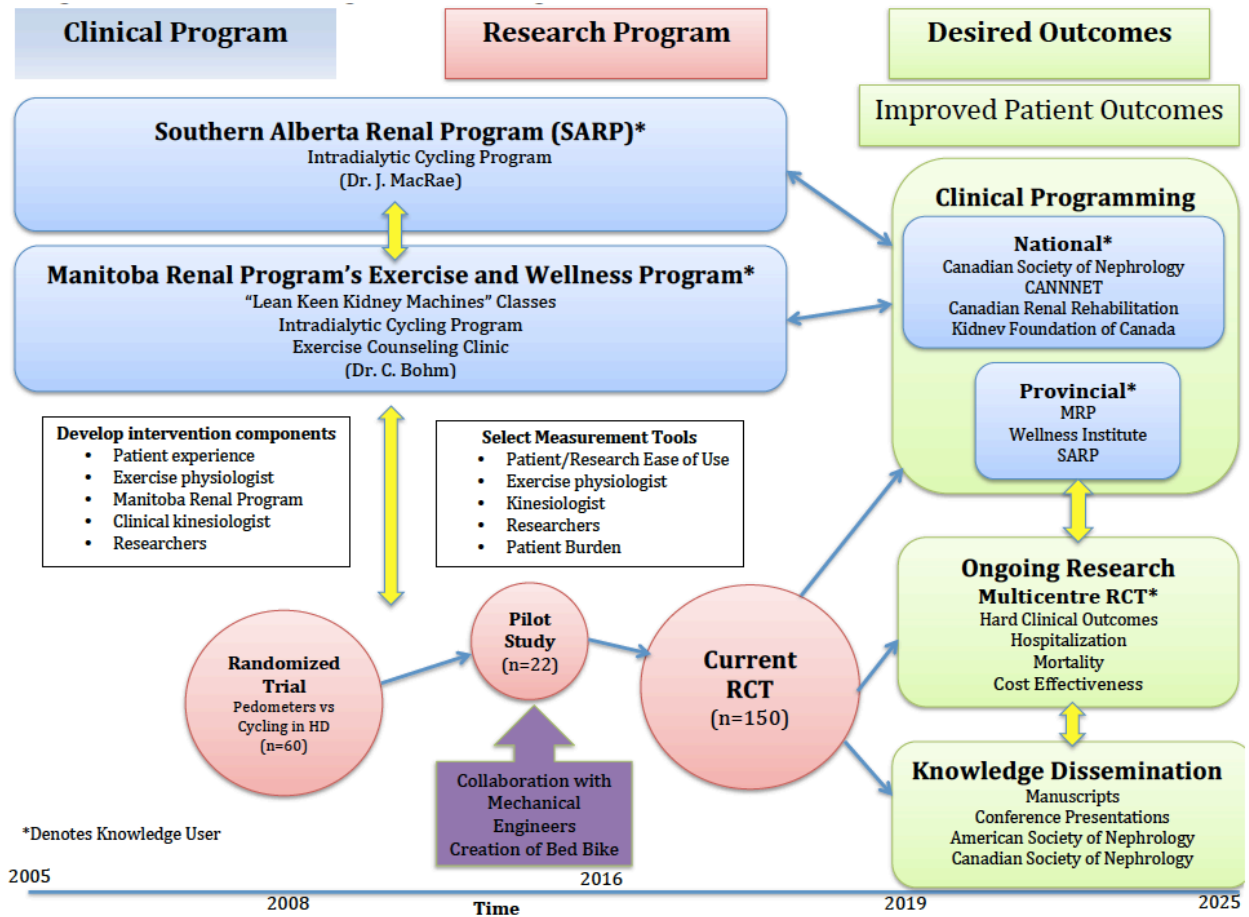 Clinical Program
Research Program
Desired Outcomes
Improved Patient Outcomes
Southern Alberta Renal Program (SARP)*
Intradialytic Cycling Program
(Dr. J. MacRae)
Manitoba Renal Program's Exercise and Wellness Program*
"Lean Keen Kidney Machines" Classes
Intradialytic Cycling Program
Exercise Counseling Clinic
(Dr. C. Bohm)
Clinical Programming
National*
Canadian Society of Nephrology
CANNNET
Canadian Renal Rehabilitation
Kidney Foundation of Canada
Provincial*
MRP
Wellness Institute
SARP
Develop intervention components
• Patient experience
• Exercise physiologist
• Manitoba Renal Program
• Clinical kinesiologist
• Researchers
Select Measurement Tools
• Patient/Research Ease of Use
• Exercise physiologist
• Kinesiologist
• Researchers
• Patient Burden
Randomized
Trial
Pedometers vs
Cycling in HD
(n=60)
Pilot
Study
(n=22)
Current
RCT
(n=150)
Ongoing Research
Multicentre RCT*
Hard Clinical Outcomes
Hospitalization
Mortality
Cost Effectiveness
Collaboration with
Mechanical
Engineers
Creation of Bed Bike
Knowledge Dissemination
Manuscripts
Conference Presentations
American Society of Nephrology
Canadian Society of Nephrology
*Denotes Knowledge User
2005
2008
Time
2016
2019
2025